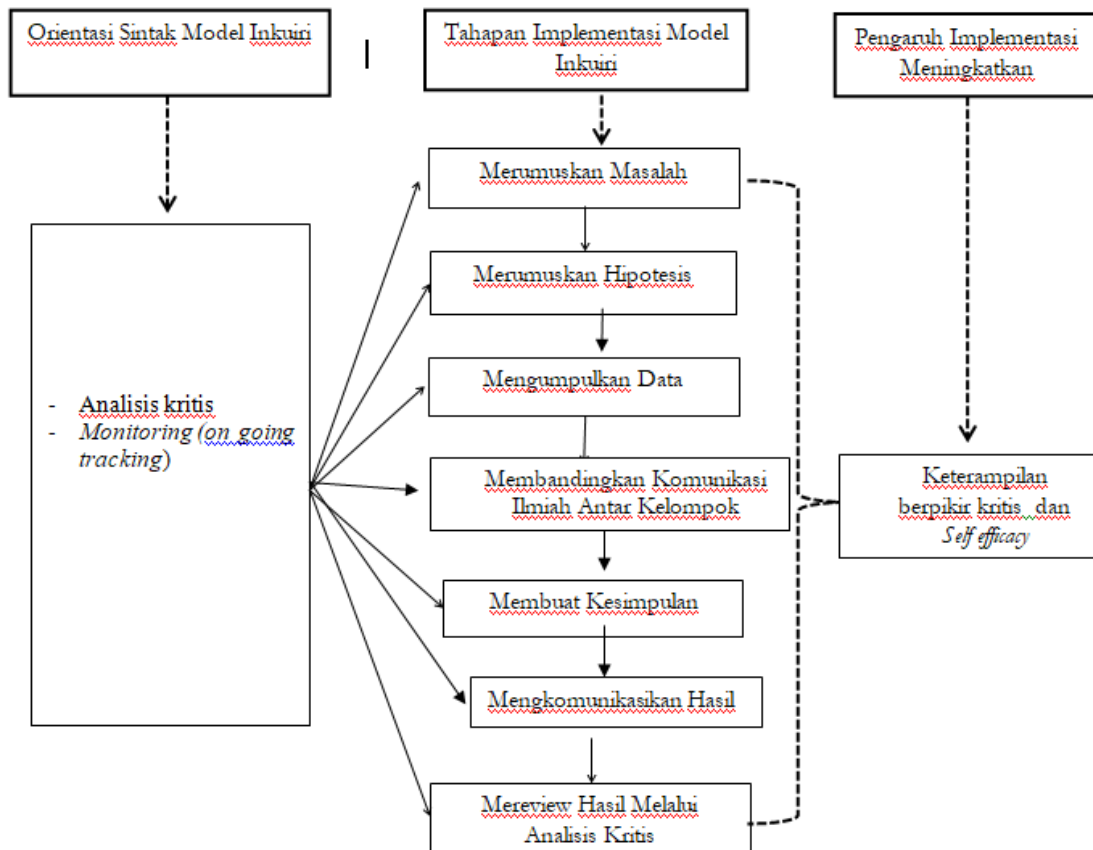 Orientasi Sintak Model Inkuiri
Tahapan Implementasi Model
Inkuiri
Pengaruh Implementasi
Meningkatkan
- Analisis kritis
- Monitoring (on going
tracking)
Merumuskan Masalah
Merumuskan Hipotesis
Mengumpulkan Data
Membandingkan Komunikasi
Ilmiah Antar Kelompok
Membuat Kesimpulan
Mengkomunikasikan Hasil
Mereview Hasil Melalui
Analisis Kritis
Keterampilan
berpikir kritis dan
Self efficacy